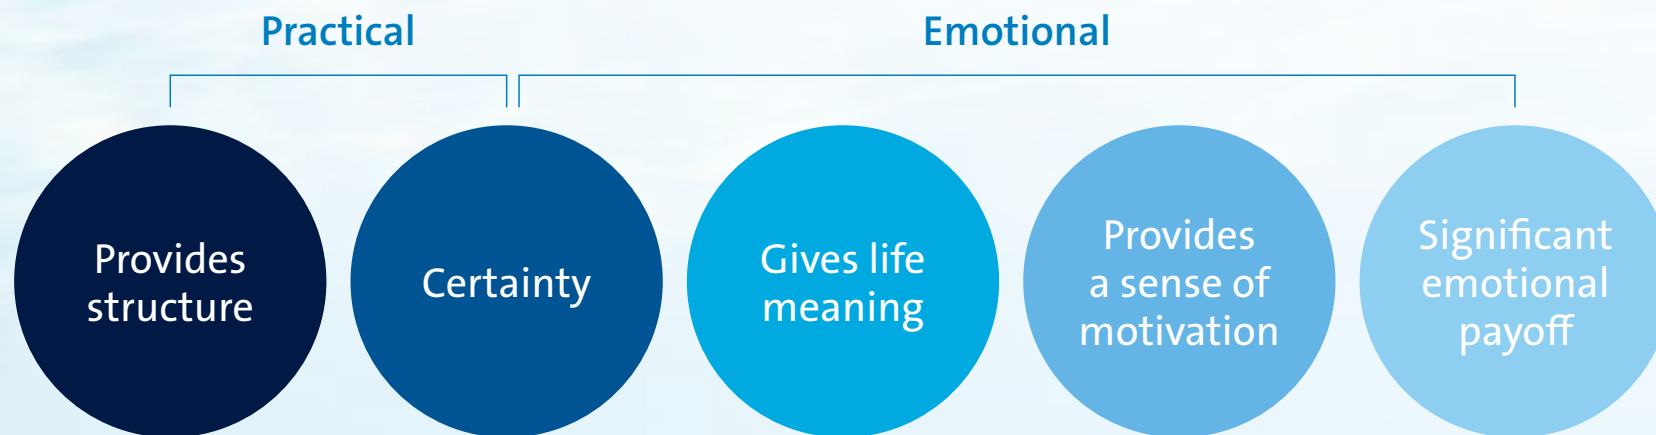 Practical
Emotional
Provides
structure
Certainty
Gives life
meaning
Provides
a sense of
motivation
Significant
emotional
payoff